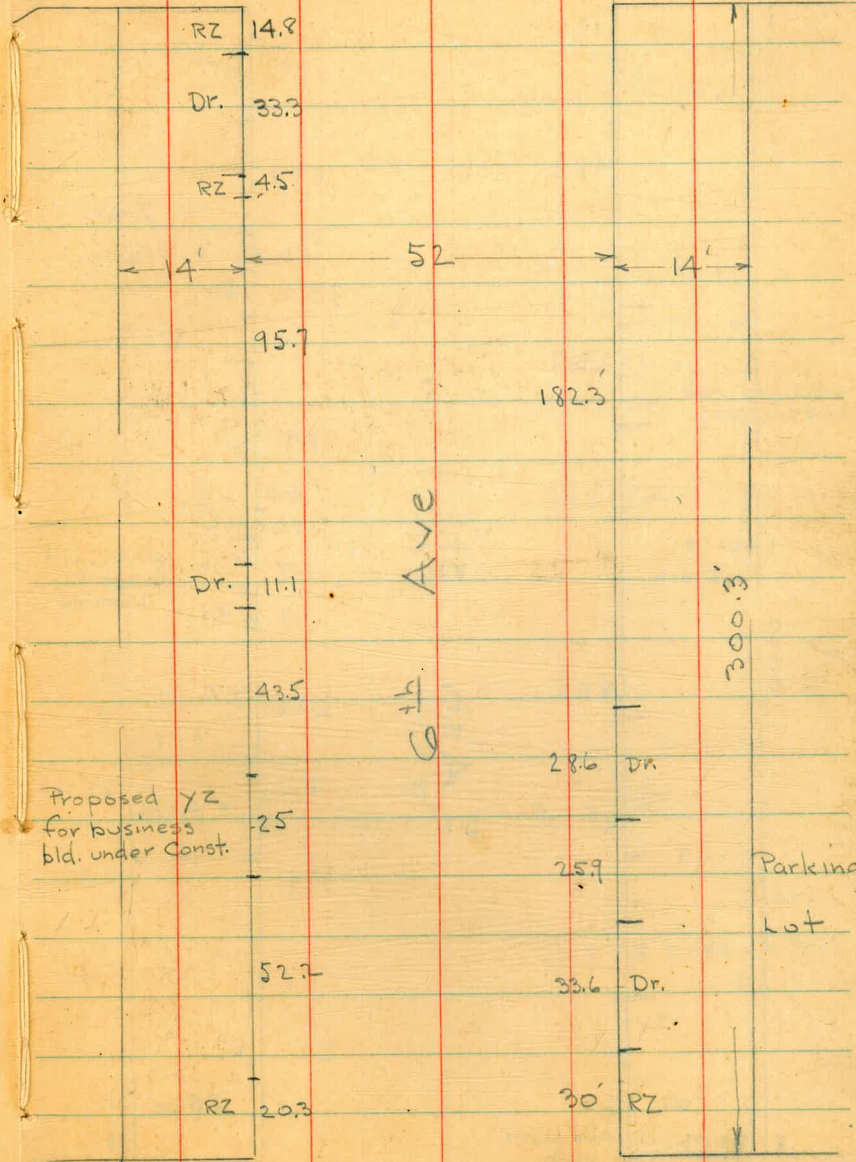 RZ 14.8
Dr. 33.3
RZ 4.5
14' 52 14'
95.7
182.3'
6th Ave
Dr. 11.1
300.3'
43.5
28.6 Dr.
Proposed YZ
for business
bld. under Const.
25
25.9
Parking
Lot
52.2
33.6 Dr.
RZ 20.3
30' RZ